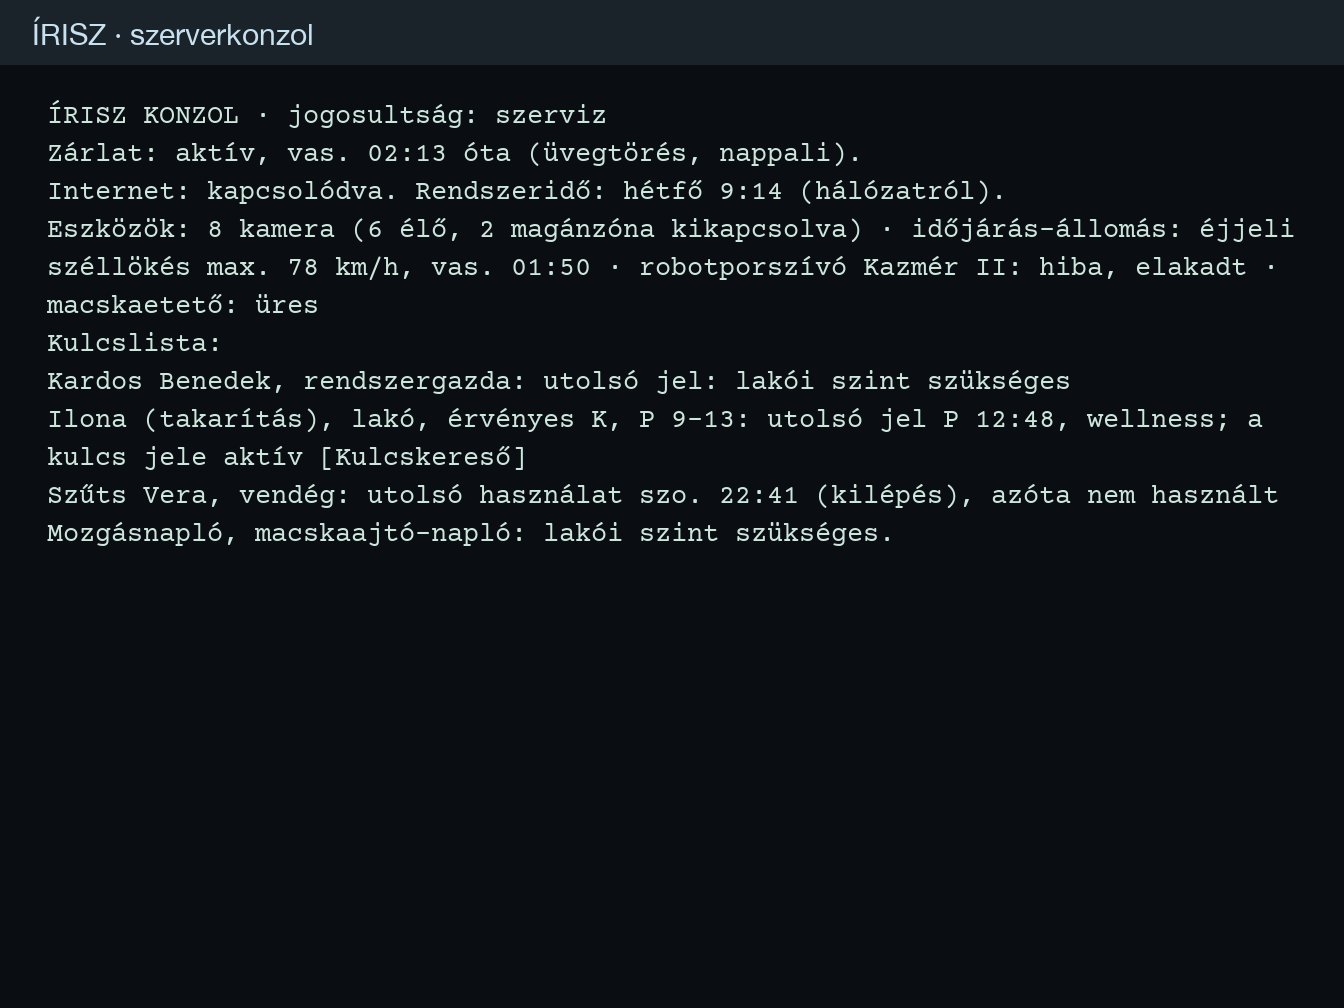 ÍRISZ · szerverkonzol
ÍRISZ KONZOL · jogosultság: szerviz
Zárlat: aktív, vas. 02:13 óta (üvegtörés, nappali).
Internet: kapcsolódva. Rendszeridő: hétfő 9:14 (hálózatról).
Eszközök: 8 kamera (6 élő, 2 magánzóna kikapcsolva) · időjárás-állomás: éjjeli
széllökés max. 78 km/h, vas. 01:50 · robotporszívó Kazmér II: hiba, elakadt ·
macskaetető: üres
Kulcslista:
Kardos Benedek, rendszergazda: utolsó jel: lakói szint szükséges
Ilona (takarítás), lakó, érvényes K, P 9-13: utolsó jel P 12:48, wellness; a
kulcs jele aktív [Kulcskereső]
Szűts Vera, vendég: utolsó használat szo. 22:41 (kilépés), azóta nem használt
Mozgásnapló, macskaajtó-napló: lakói szint szükséges.